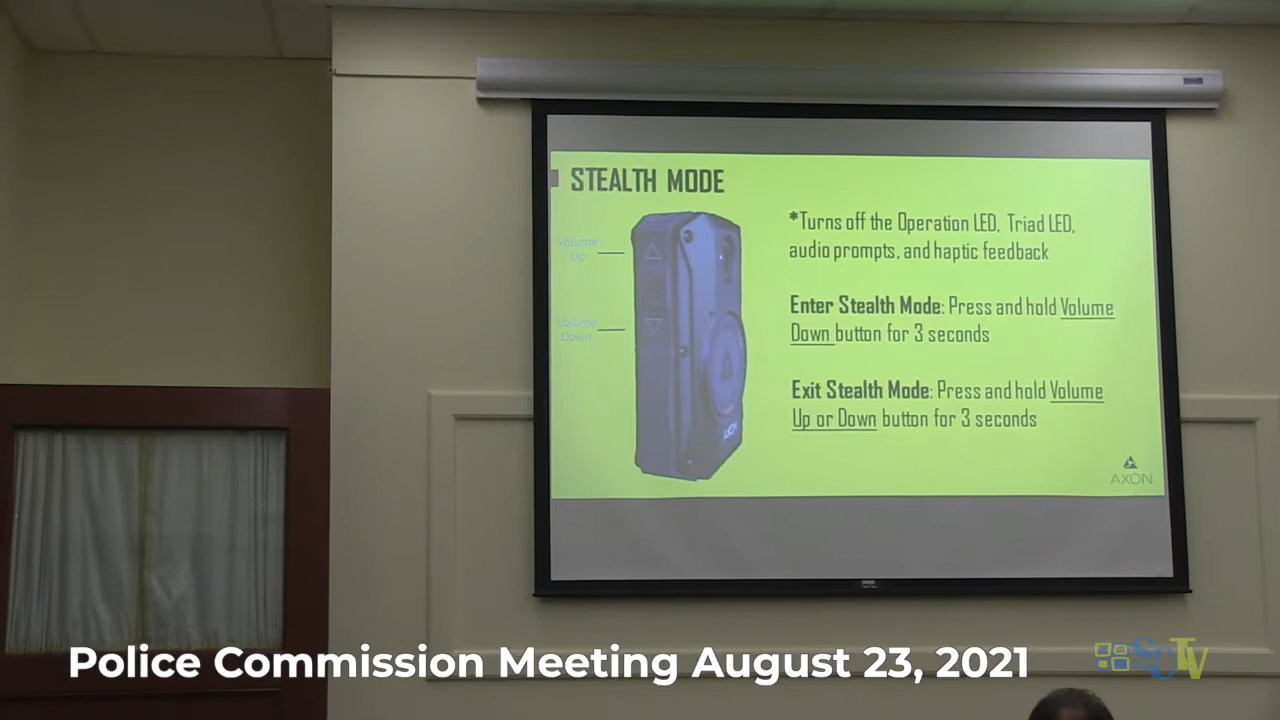 STEALTH MODE
Volume
Up
Volume
Down
AXON
*Turns off the Operation LED, Triad LED,
audio prompts, and haptic feedback
Enter Stealth Mode: Press and hold Volume
Down button for 3 seconds
Exit Stealth Mode: Press and hold Volume
Up or Down button for 3 seconds
AXON
Police Commission Meeting August 23, 2021
SCTV